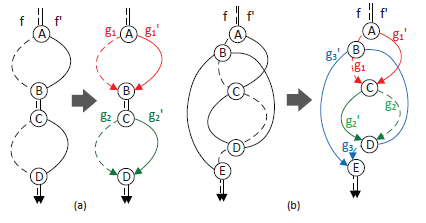 f f' f f' f f' f f'
A A A A
g₁ g₁' B B g₁'
g₃' g₁
B B C C
C C g₂' g₂
g₂ g₂'
D D D D
g₃
E E
(a) (b)